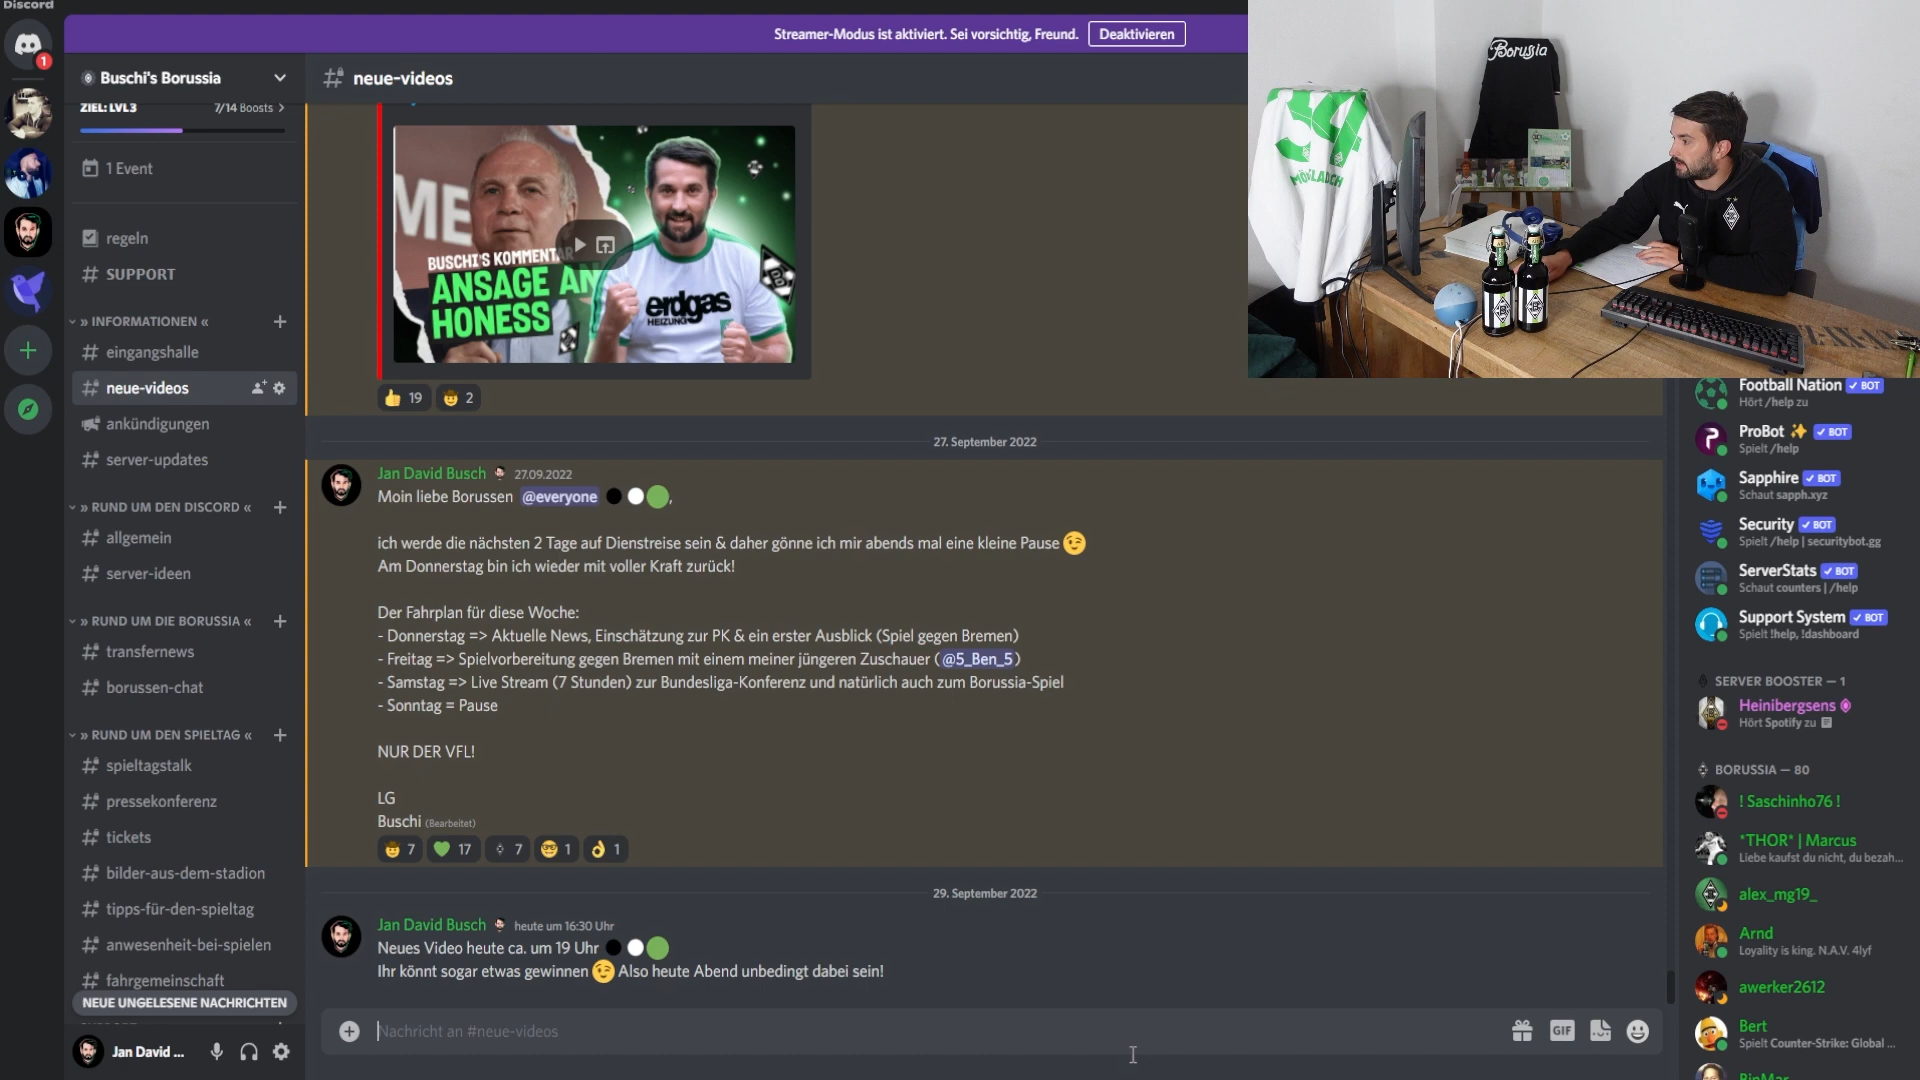 Discord
Streamer-Modus ist aktiviert. Sei vorsichtig, Freund.
Deaktivieren
1
Buschi's Borussia
ZIEL: LVL3
7/14 Boosts
1 Event
regeln
SUPPORT
» INFORMATIONEN «
eingangshalle
neue-videos
ankündigungen
server-updates
» RUND UM DEN DISCORD «
allgemein
server-ideen
» RUND UM DIE BORUSSIA «
transfernews
borussen-chat
» RUND UM DEN SPIELTAG «
spieltagstalk
pressekonferenz
tickets
bilder-aus-dem-stadion
tipps-für-den-spieltag
anwesenheit-bei-spielen
fahrgemeinschaft
NEUE UNGELESENE NACHRICHTEN
Jan David ...
neue-videos
ME
BUSCHI'S KOMMENTAR
ANSAGE AN
HONESS
erdgas
HEIZUNG
19
2
27. September 2022
Jan David Busch 27.09.2022
Moin liebe Borussen @everyone ,
ich werde die nächsten 2 Tage auf Dienstreise sein & daher gönne ich mir abends mal eine kleine Pause
Am Donnerstag bin ich wieder mit voller Kraft zurück!
Der Fahrplan für diese Woche:
- Donnerstag => Aktuelle News, Einschätzung zur PK & ein erster Ausblick (Spiel gegen Bremen)
- Freitag => Spielvorbereitung gegen Bremen mit einem meiner jüngeren Zuschauer (@5_Ben_5)
- Samstag => Live Stream (7 Stunden) zur Bundesliga-Konferenz und natürlich auch zum Borussia-Spiel
- Sonntag = Pause
NUR DER VFL!
LG
Buschi (Bearbeitet)
7 17 7 1 1
29. September 2022
Jan David Busch heute um 16:30 Uhr
Neues Video heute ca. um 19 Uhr
Ihr könnt sogar etwas gewinnen Also heute Abend unbedingt dabei sein!
Nachricht an #neue-videos
GIF
Borussia
Football Nation BOT
Hört /help zu
ProBot BOT
Spielt /help
Sapphire BOT
Schaut sapph.xyz
Security BOT
Spielt /help | securitybot.gg
ServerStats BOT
Schaut counters | /help
Support System BOT
Spielt !help, !dashboard
SERVER BOOSTER — 1
Heinibergsens
Hört Spotify zu
BORUSSIA — 80
! Saschinho76 !
*THOR* | Marcus
Liebe kaufst du nicht, du bezah...
alex_mg19_
Arnd
Loyality is king. N.A.V. 4lyf
awerker2612
Bert
Spielt Counter-Strike: Global ...